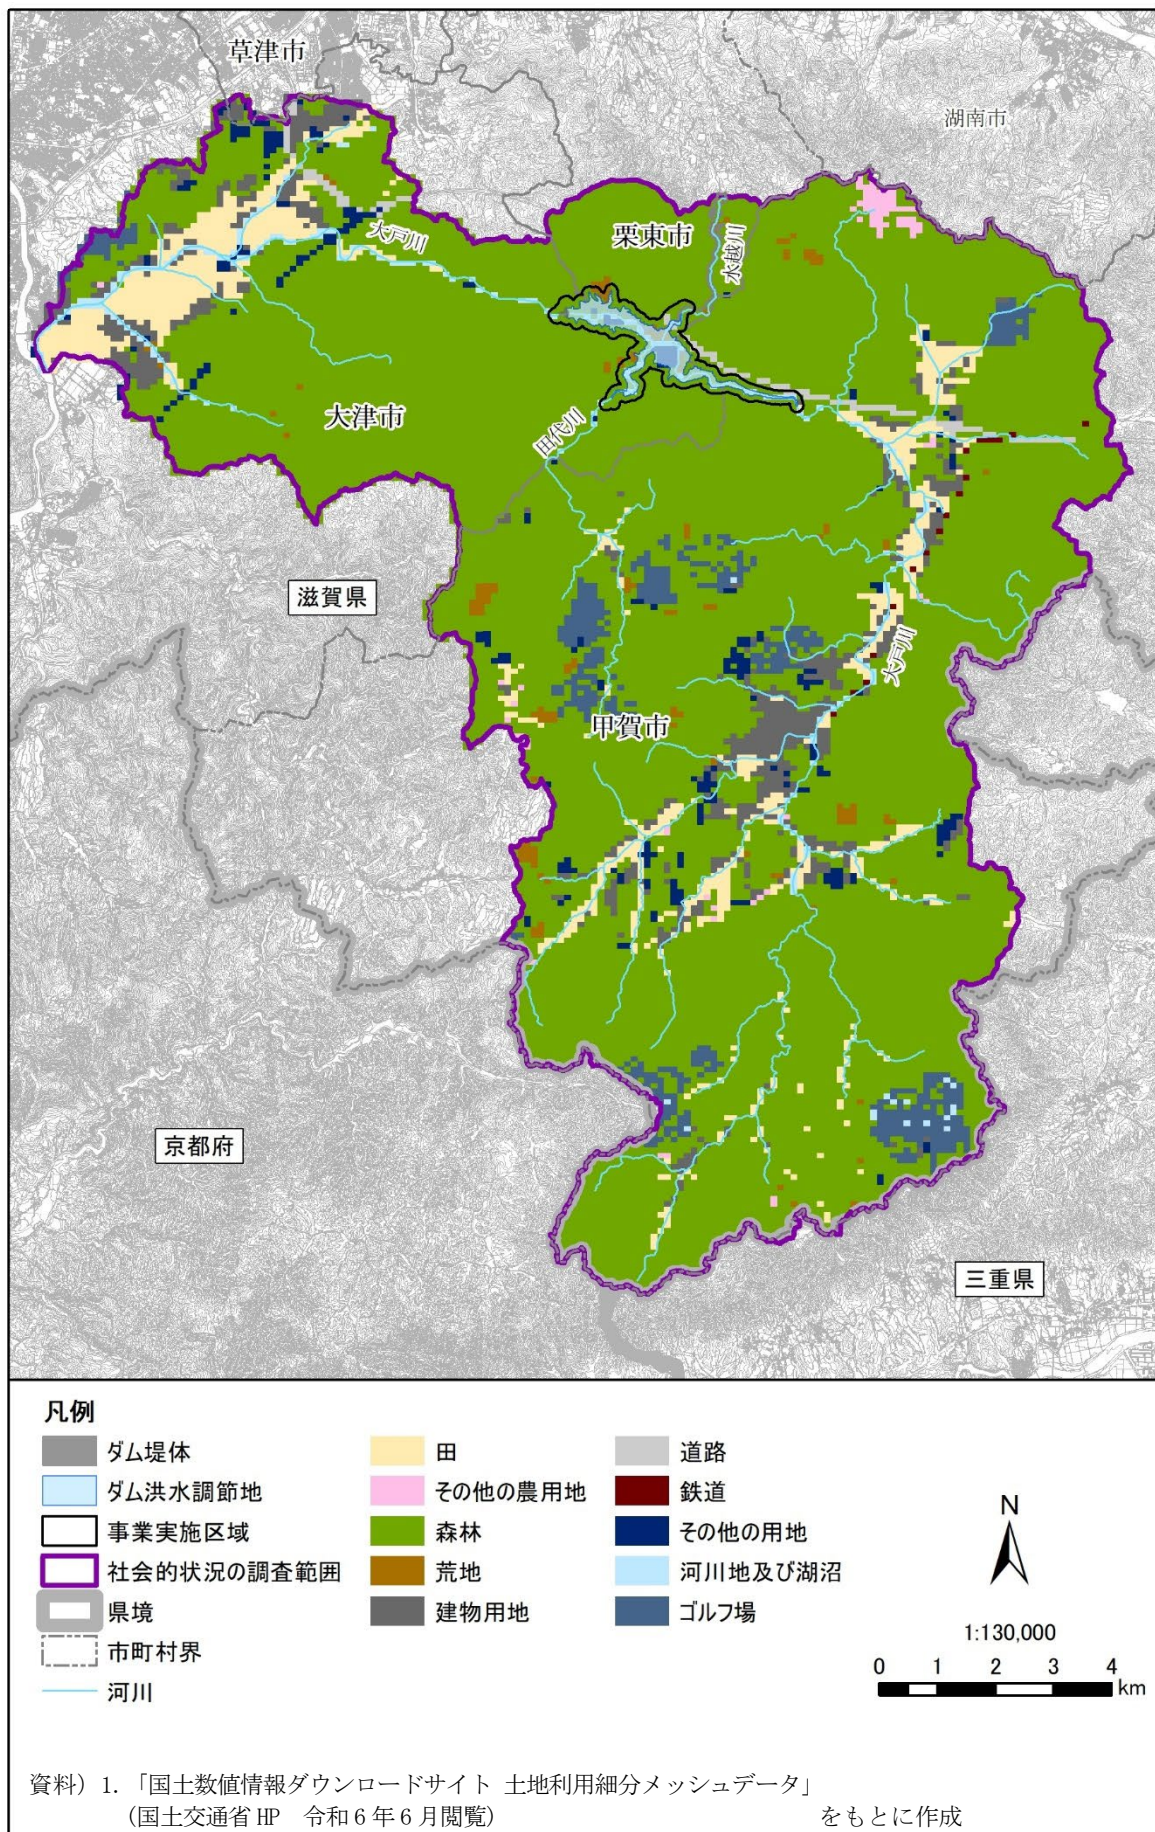 草津市
湖南市
栗東市
水越川
大戸川
大津市
田代川
滋賀県
大戸川
甲賀市
京都府
三重県
凡例
ダム堤体
ダム洪水調節地
事業実施区域
社会的状況の調査範囲
県境
市町村界
河川
田
その他の農用地
森林
荒地
建物用地
道路
鉄道
その他の用地
河川地及び湖沼
ゴルフ場
N
1:130,000
0 1 2 3 4
km
資料）1.「国土数値情報ダウンロードサイト 土地利用細分メッシュデータ」
(国土交通省 HP　令和 6 年 6 月閲覧)　をもとに作成